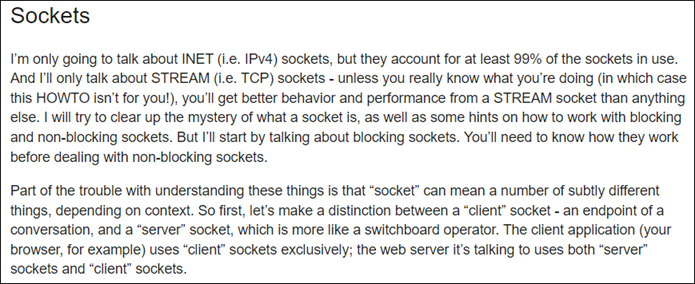 Sockets
I’m only going to talk about INET (i.e. IPv4) sockets, but they account for at least 99% of the sockets in use.
And I’ll only talk about STREAM (i.e. TCP) sockets - unless you really know what you’re doing (in which case
this HOWTO isn’t for you!), you’ll get better behavior and performance from a STREAM socket than anything
else. I will try to clear up the mystery of what a socket is, as well as some hints on how to work with blocking
and non-blocking sockets. But I’ll start by talking about blocking sockets. You’ll need to know how they work
before dealing with non-blocking sockets.
Part of the trouble with understanding these things is that “socket” can mean a number of subtly different
things, depending on context. So first, let’s make a distinction between a “client” socket - an endpoint of a
conversation, and a “server” socket, which is more like a switchboard operator. The client application (your
browser, for example) uses “client” sockets exclusively; the web server it’s talking to uses both “server”
sockets and “client” sockets.